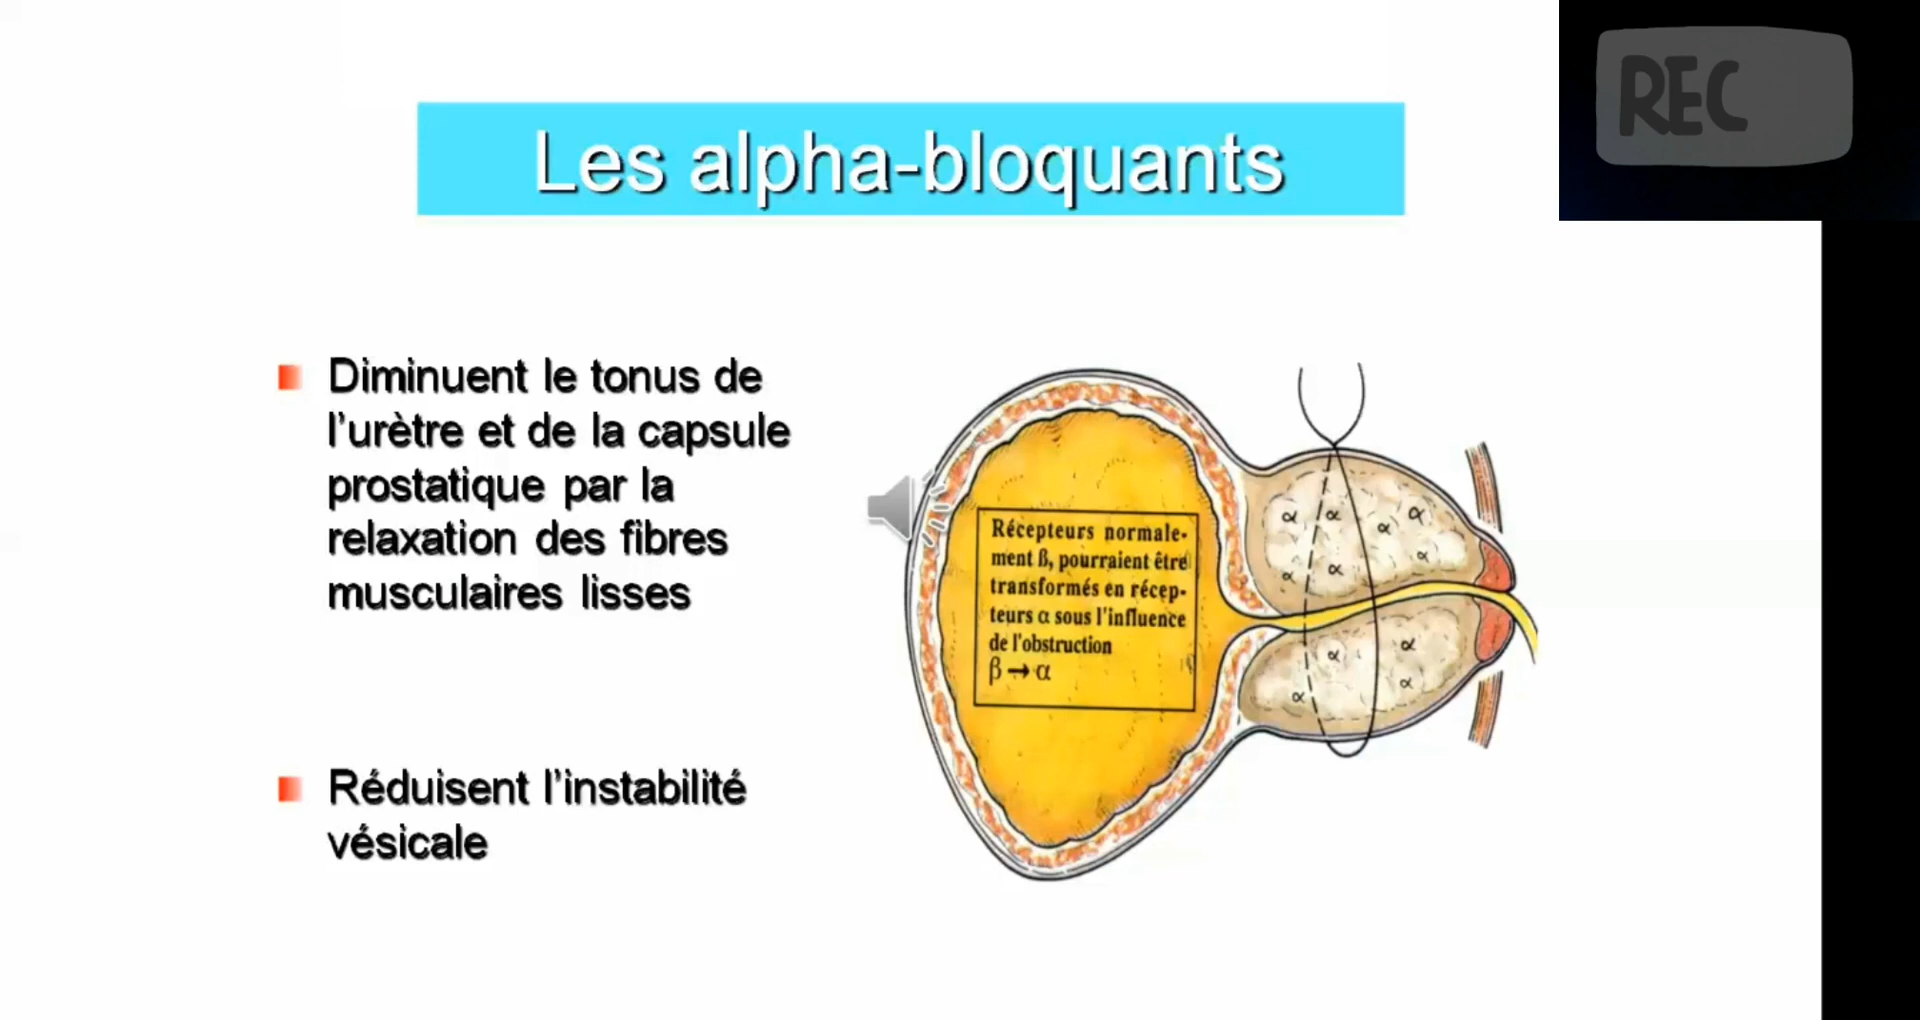 REC
Les alpha-bloquants
Diminuent le tonus de
l'urètre et de la capsule
prostatique par la
relaxation des fibres
musculaires lisses
Réduisent l'instabilité
vésicale
Récepteurs normale-
ment ß, pourraient être
transformés en récep-
teurs α sous l'influence
de l'obstruction
β → α
α α α α
α α α
α α
α α